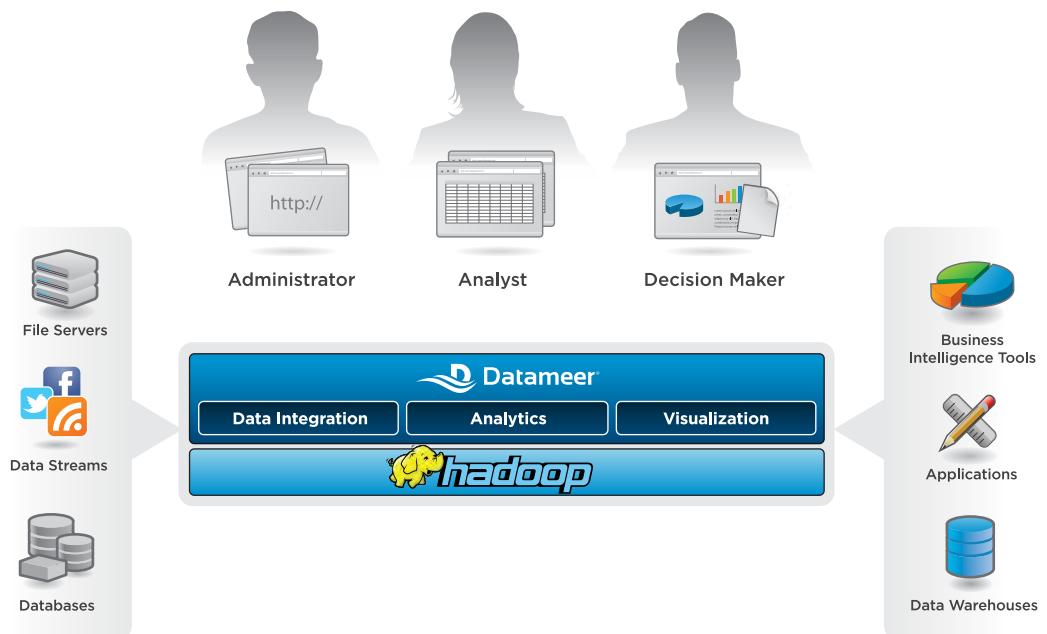 http://
Administrator
Analyst
Decision Maker
File Servers
Data Streams
Databases
Datameer
Data Integration
Analytics
Visualization
hadoop
Business
Intelligence Tools
Applications
Data Warehouses